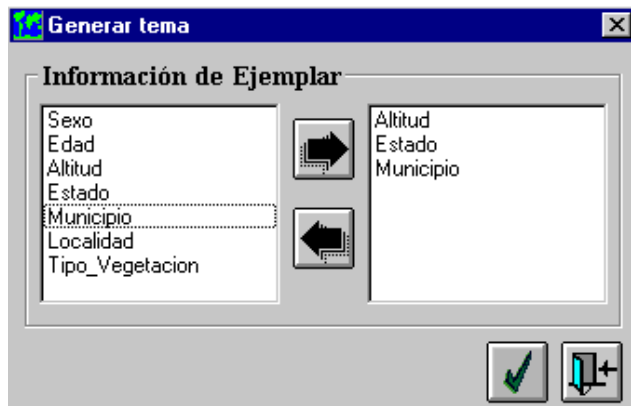 Generar tema
Información de Ejemplar
Sexo
Edad
Altitud
Estado
Municipio
Localidad
Tipo_Vegetacion
Altitud
Estado
Municipio